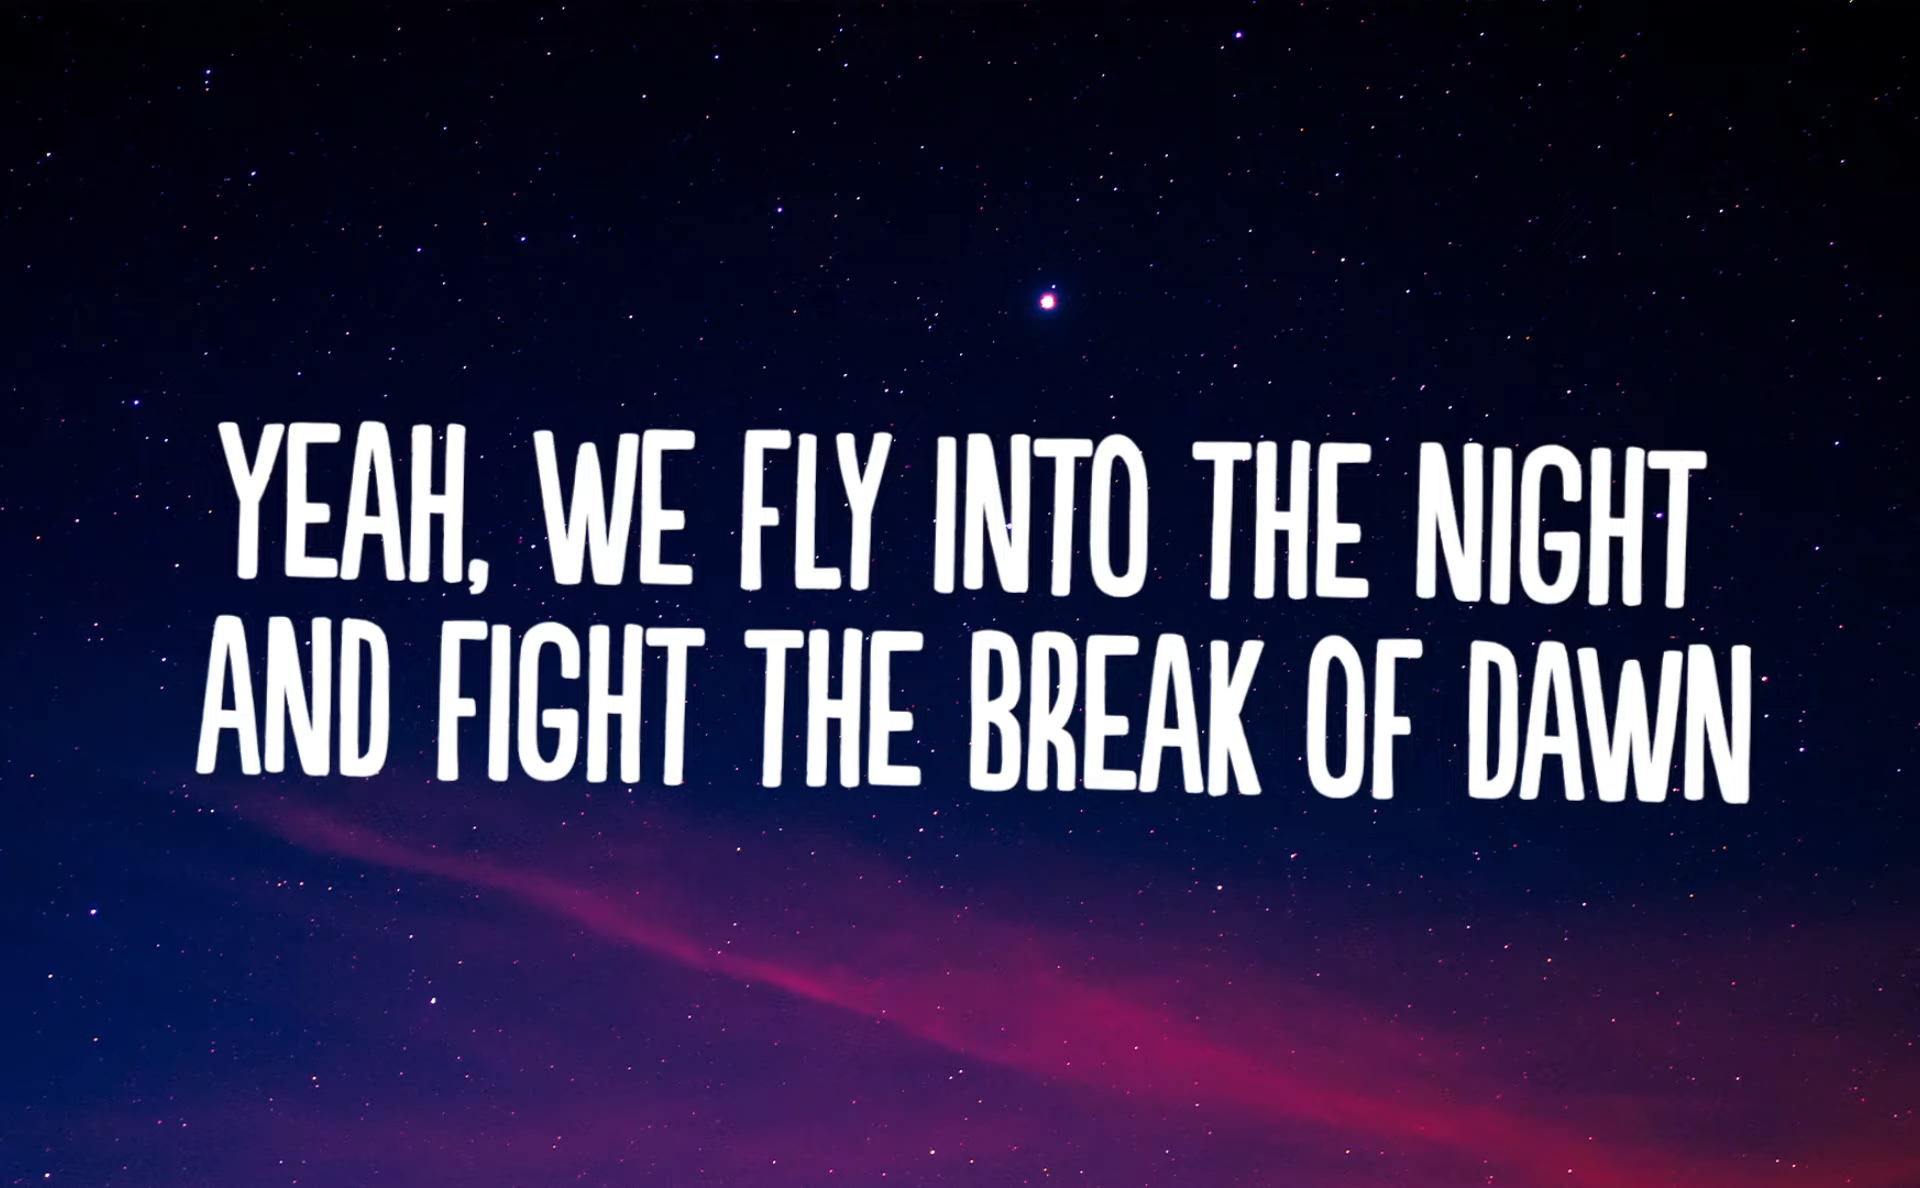 YEAH, WE FLY INTO THE NIGHT
AND FIGHT THE BREAK OF DAWN